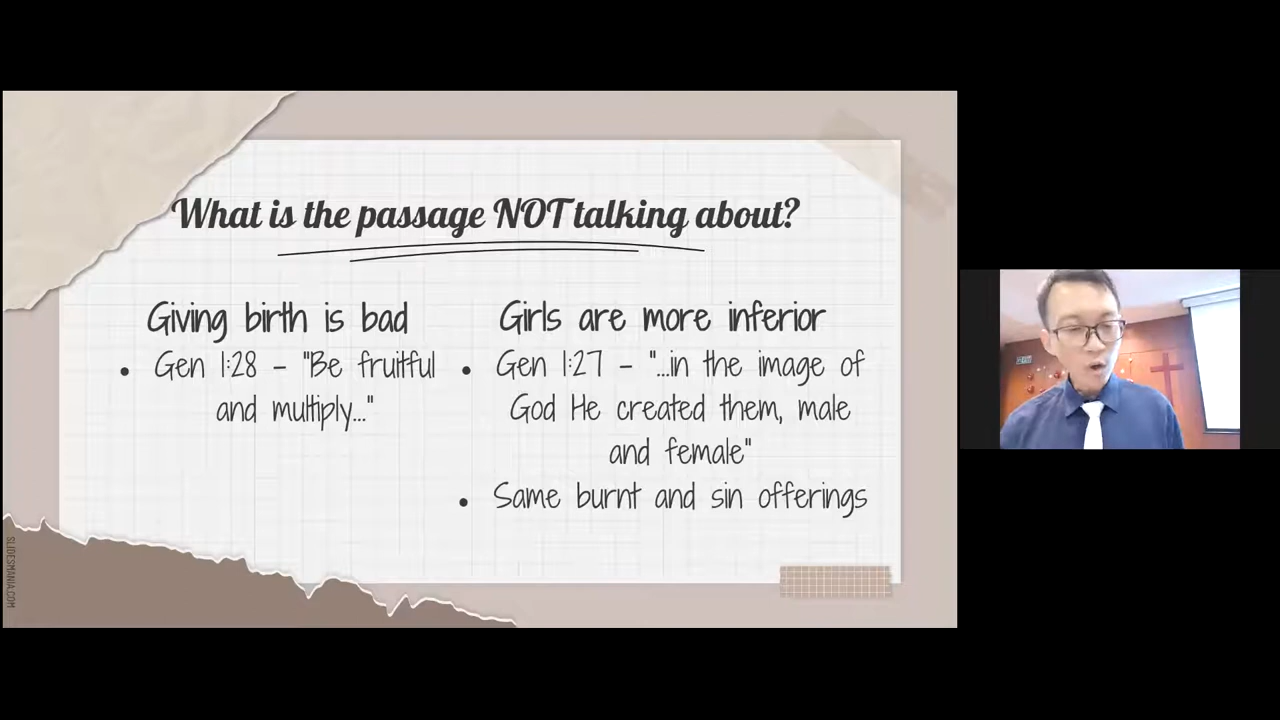 What is the passage NOT talking about?
Giving birth is bad
• Gen 1:28 - "Be fruitful
and multiply..."
Girls are more inferior
• Gen 1:27 - "...in the image of
God He created them, male
and female"
• Same burnt and sin offerings
SLIDESMANIA.COM